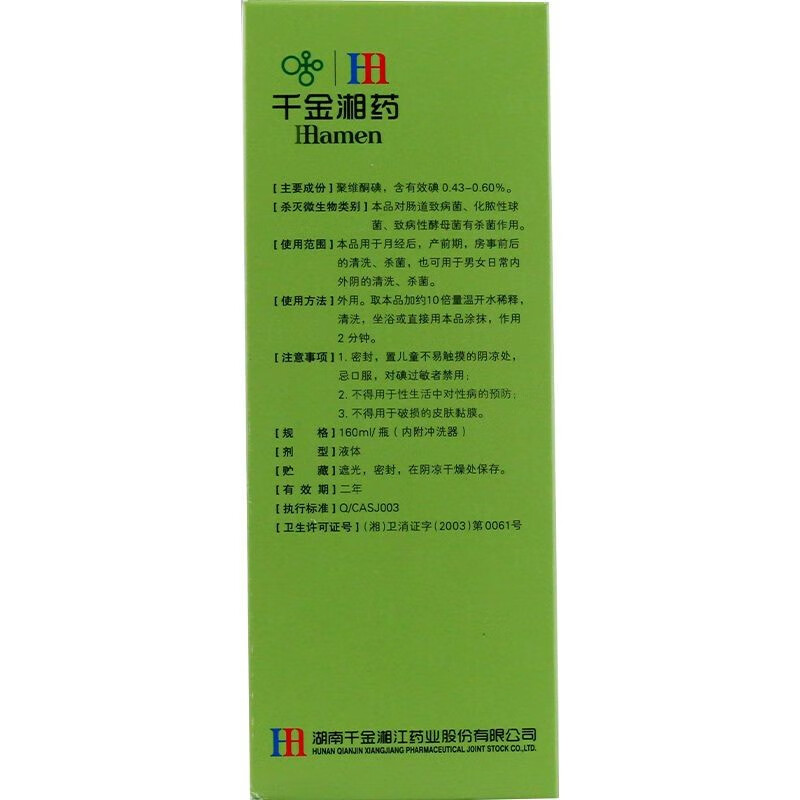 千金湘药
HHamen
【主要成份】聚维酮碘，含有效碘 0.43-0.60%。
【杀灭微生物类别】本品对肠道致病菌、化脓性球
菌、致病性酵母菌有杀菌作用。
【使用范围】本品用于月经后，产前期，房事前后
的清洗、杀菌，也可用于男女日常内
外阴的清洗、杀菌。
【使用方法】外用。取本品加约10倍量温开水稀释，
清洗，坐浴或直接用本品涂抹，作用
2 分钟。
【注意事项】1. 密封，置儿童不易触摸的阴凉处，
忌口服，对碘过敏者禁用；
2. 不得用于性生活中对性病的预防；
3. 不得用于破损的皮肤黏膜。
【规 格】160ml/ 瓶（内附冲洗器）
【剂 型】液体
【贮 藏】遮光，密封，在阴凉干燥处保存。
【有 效 期】二年
【执行标准】Q/CASJ003
【卫生许可证号】(湘)卫消证字(2003)第0061号
湖南千金湘江药业股份有限公司
HUNAN QIANJIN XIANGJIANG PHARMACEUTICAL JOINT STOCK CO.,LTD.